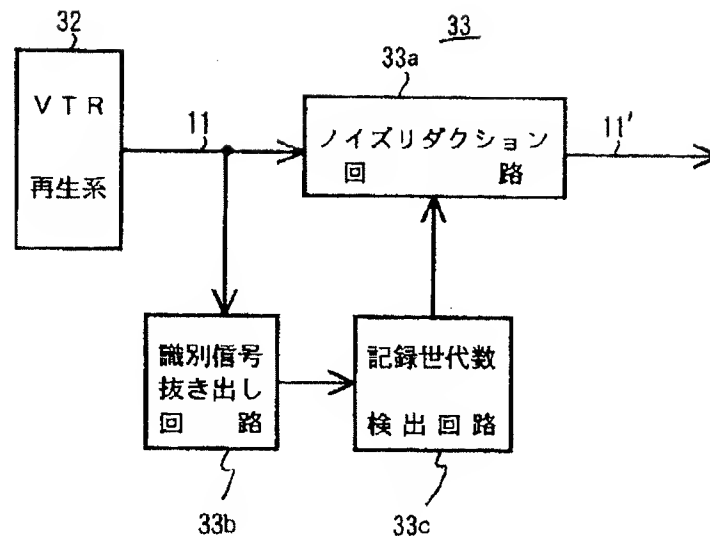 32
VTR
再生系
11
33
33a
ノイズリダクション
回路
11'
識別信号
抜き出し
回路
33b
記録世代数
検出回路
33c